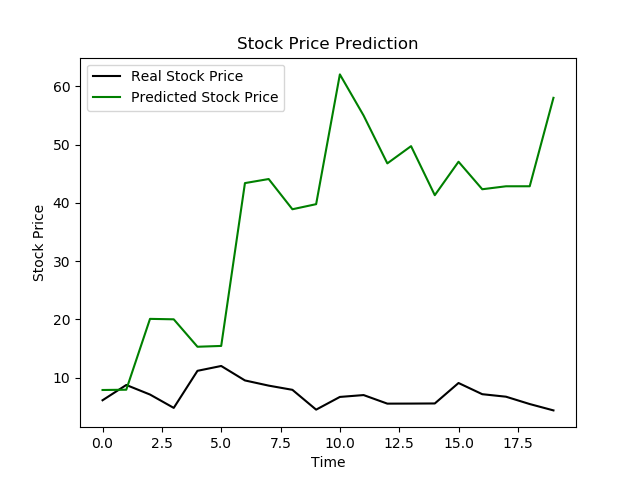 Stock Price Prediction
Real Stock Price
Predicted Stock Price
Stock Price
60
50
40
30
20
10
0.0 2.5 5.0 7.5 10.0 12.5 15.0 17.5
Time